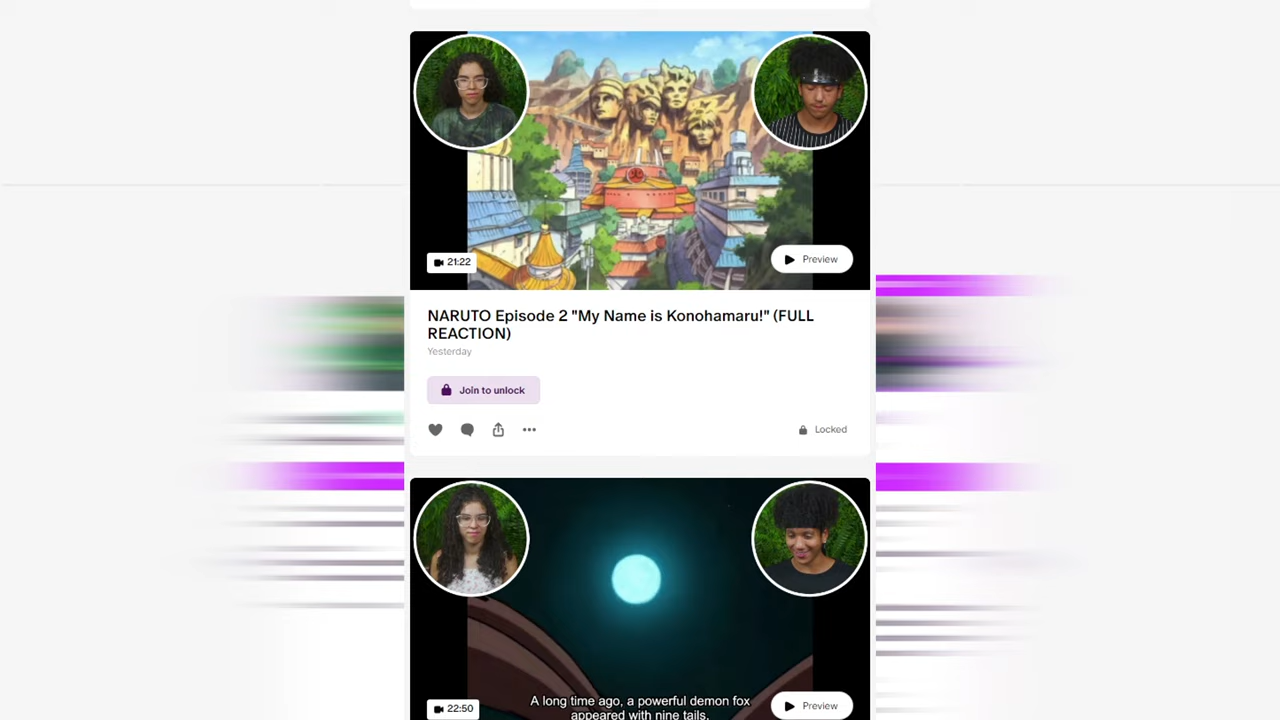 21:22
Preview
NARUTO Episode 2 "My Name is Konohamaru!" (FULL
REACTION)
Yesterday
Join to unlock
Locked
A long time ago, a powerful demon fox
appeared with nine tails.
22:50
Preview